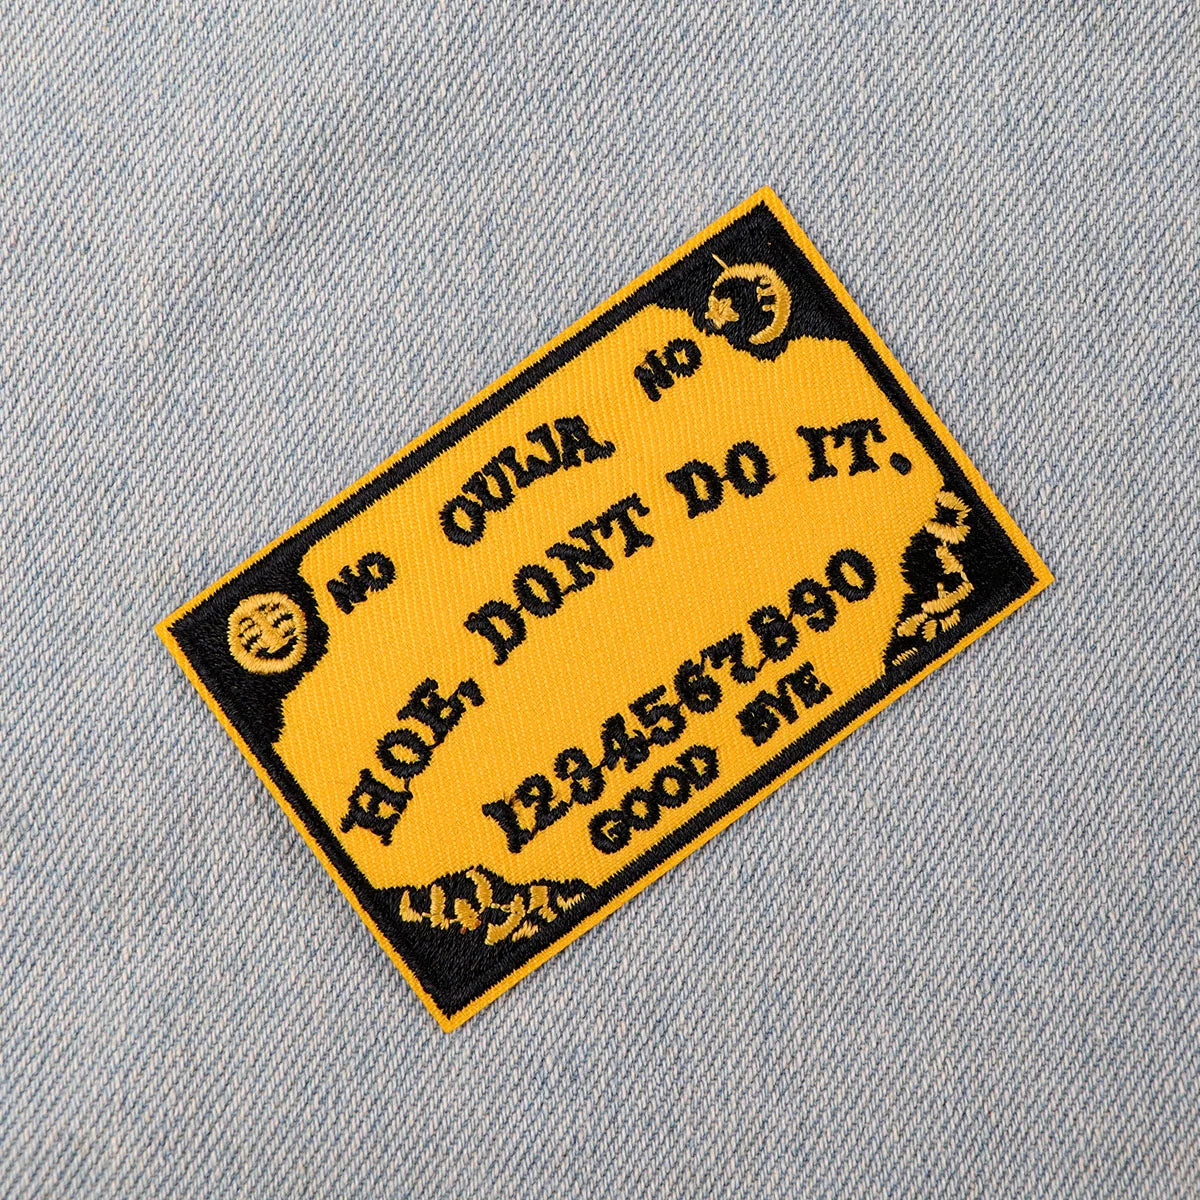 NO OUIJA NO
HOE, DONT DO IT.
1234567890
GOOD BYE